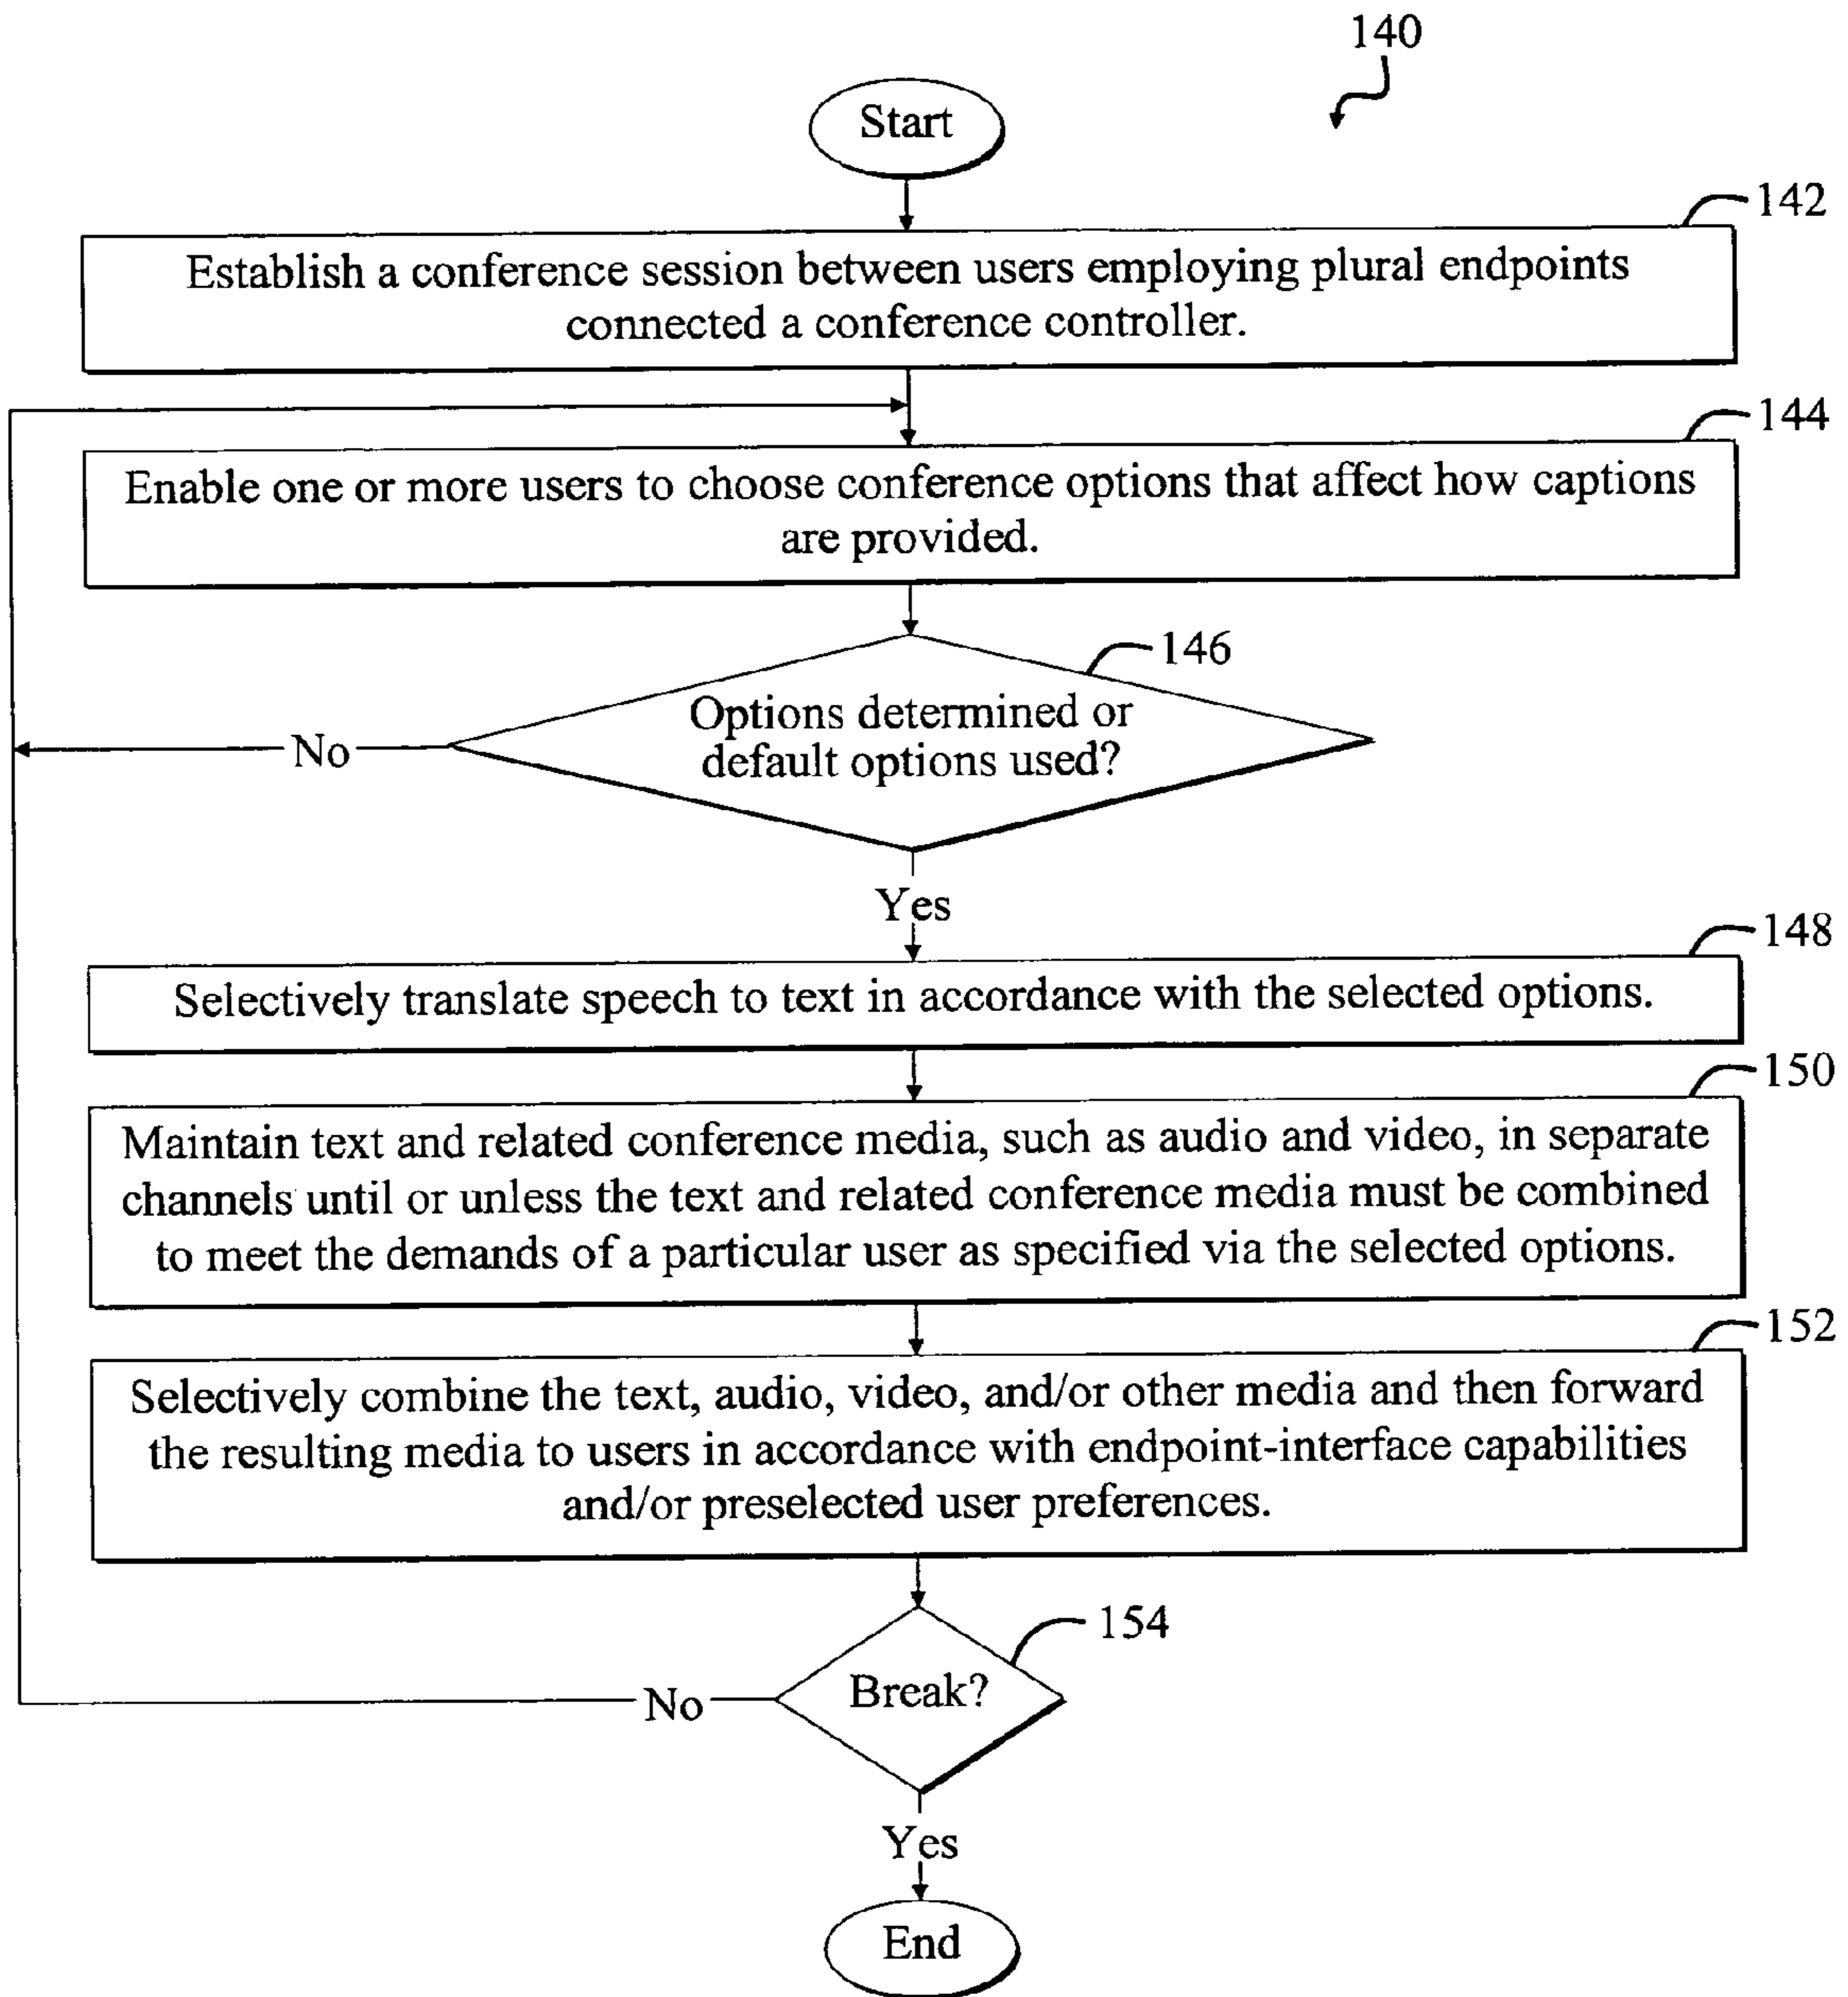 140
Start
142
Establish a conference session between users employing plural endpoints
connected a conference controller.
144
Enable one or more users to choose conference options that affect how captions
are provided.
146
Options determined or
default options used?
No
Yes
148
Selectively translate speech to text in accordance with the selected options.
150
Maintain text and related conference media, such as audio and video, in separate
channels until or unless the text and related conference media must be combined
to meet the demands of a particular user as specified via the selected options.
152
Selectively combine the text, audio, video, and/or other media and then forward
the resulting media to users in accordance with endpoint-interface capabilities
and/or preselected user preferences.
154
Break?
No
Yes
End